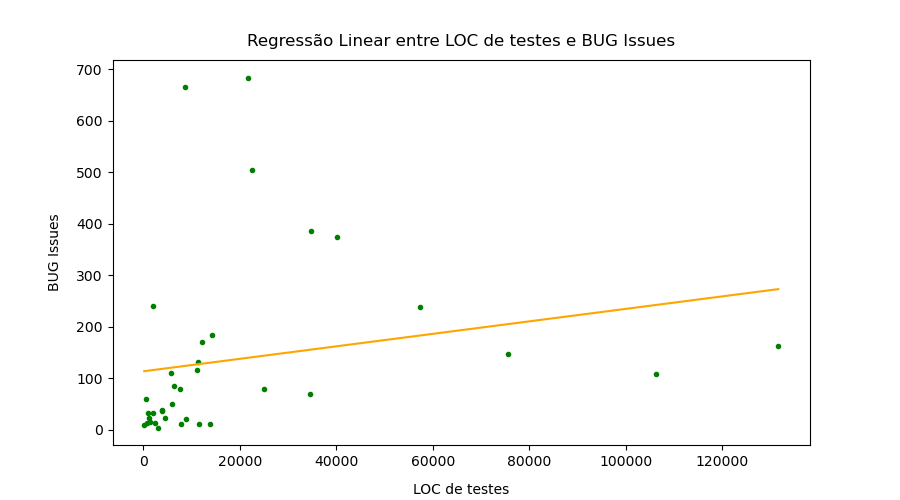 Regressão Linear entre LOC de testes e BUG Issues
700
600
500
400
300
200
100
0
BUG Issues
0 20000 40000 60000 80000 100000 120000
LOC de testes